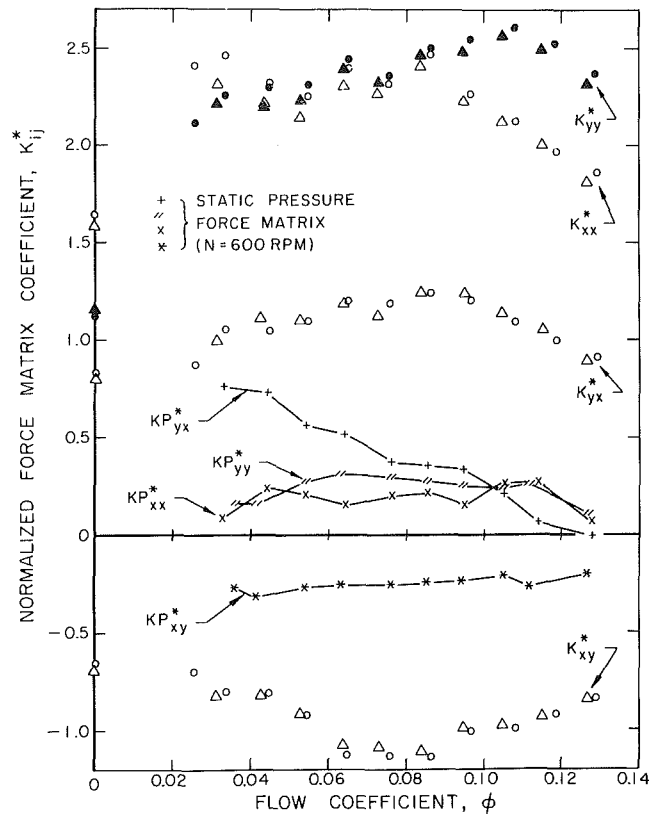 NORMALIZED FORCE MATRIX COEFFICIENT, K*ij
2.5
2.0
1.5
1.0
0.5
0
-0.5
-1.0
+ STATIC PRESSURE
// FORCE MATRIX
x (N = 600 RPM)
*
K*yy
K*xx
K*yx
KP*yx
KP*yy
KP*xx
KP*xy
K*xy
0 0.02 0.04 0.06 0.08 0.10 0.12 0.14
FLOW COEFFICIENT, φ